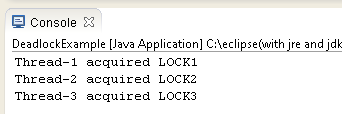 Console
DeadlockExample [Java Application] C:\eclipse(with jre and jdk
Thread-1 acquired LOCK1
Thread-2 acquired LOCK2
Thread-3 acquired LOCK3